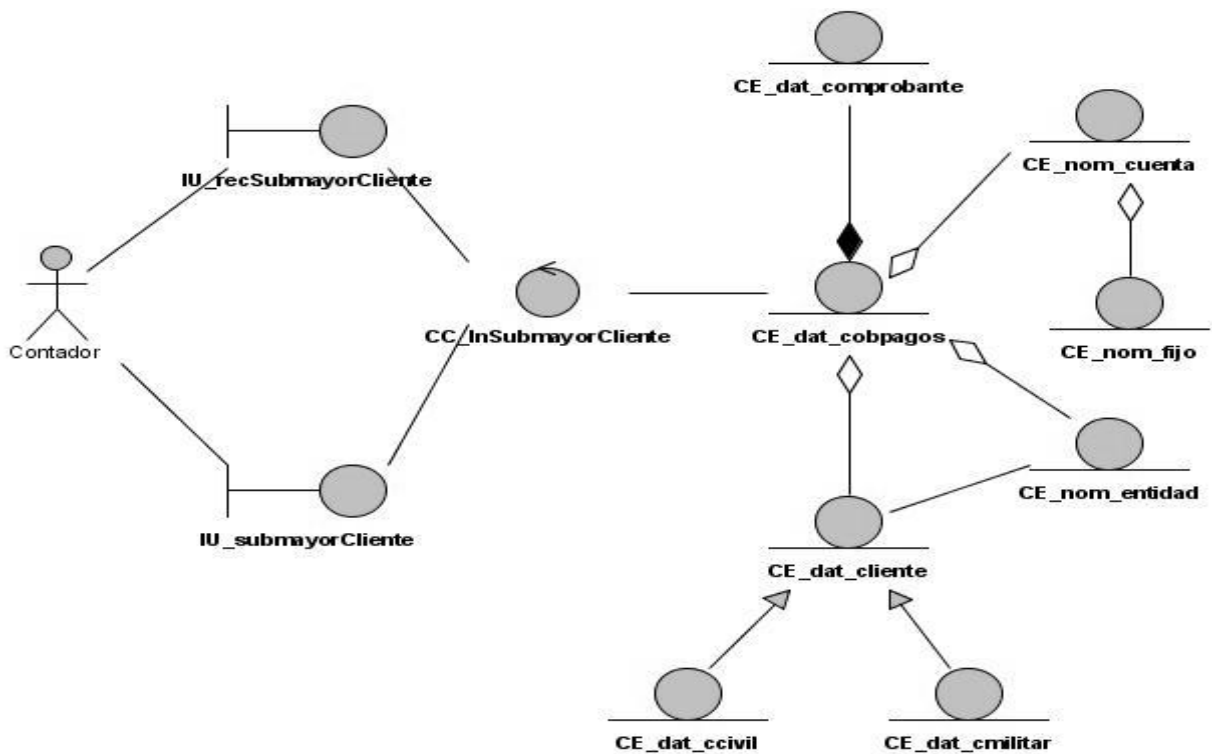 CE_dat_comprobante
CE_nom_cuenta
IU_recSubmayorCliente
Contador
CC_InSubmayorCliente
CE_dat_cobpagos
CE_nom_fijo
CE_nom_entidad
IU_submayorCliente
CE_dat_cliente
CE_dat_ccivil
CE_dat_cmilitar